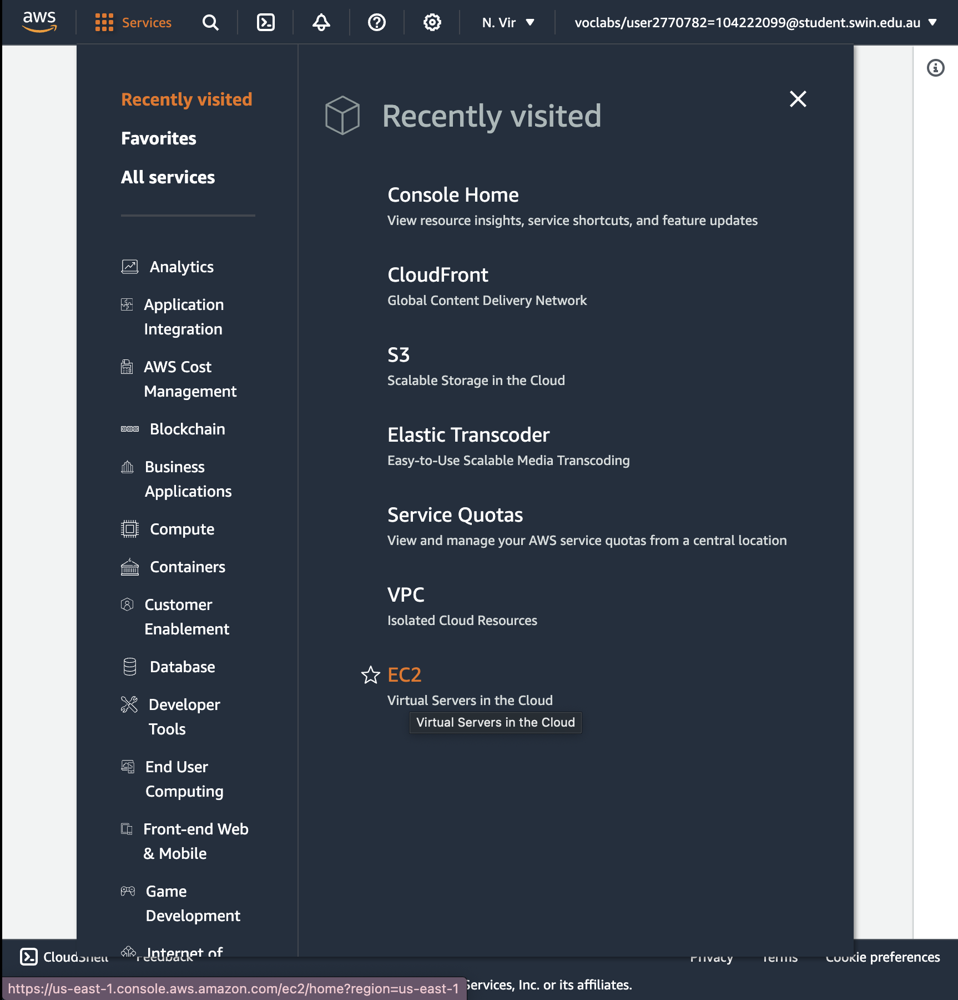 aws
Services
N. Vir
voclabs/user2770782=104222099@student.swin.edu.au
Recently visited
Favorites
All services
Analytics
Application
Integration
AWS Cost
Management
Blockchain
Business
Applications
Compute
Containers
Customer
Enablement
Database
Developer
Tools
End User
Computing
Front-end Web
& Mobile
Game
Development
Internet of
Recently visited
Console Home
View resource insights, service shortcuts, and feature updates
CloudFront
Global Content Delivery Network
S3
Scalable Storage in the Cloud
Elastic Transcoder
Easy-to-Use Scalable Media Transcoding
Service Quotas
View and manage your AWS service quotas from a central location
VPC
Isolated Cloud Resources
EC2
Virtual Servers in the Cloud
Virtual Servers in the Cloud
CloudShell
Feedback
Privacy
Terms
Cookie preferences
https://us-east-1.console.aws.amazon.com/ec2/home?region=us-east-1
Services, Inc. or its affiliates.